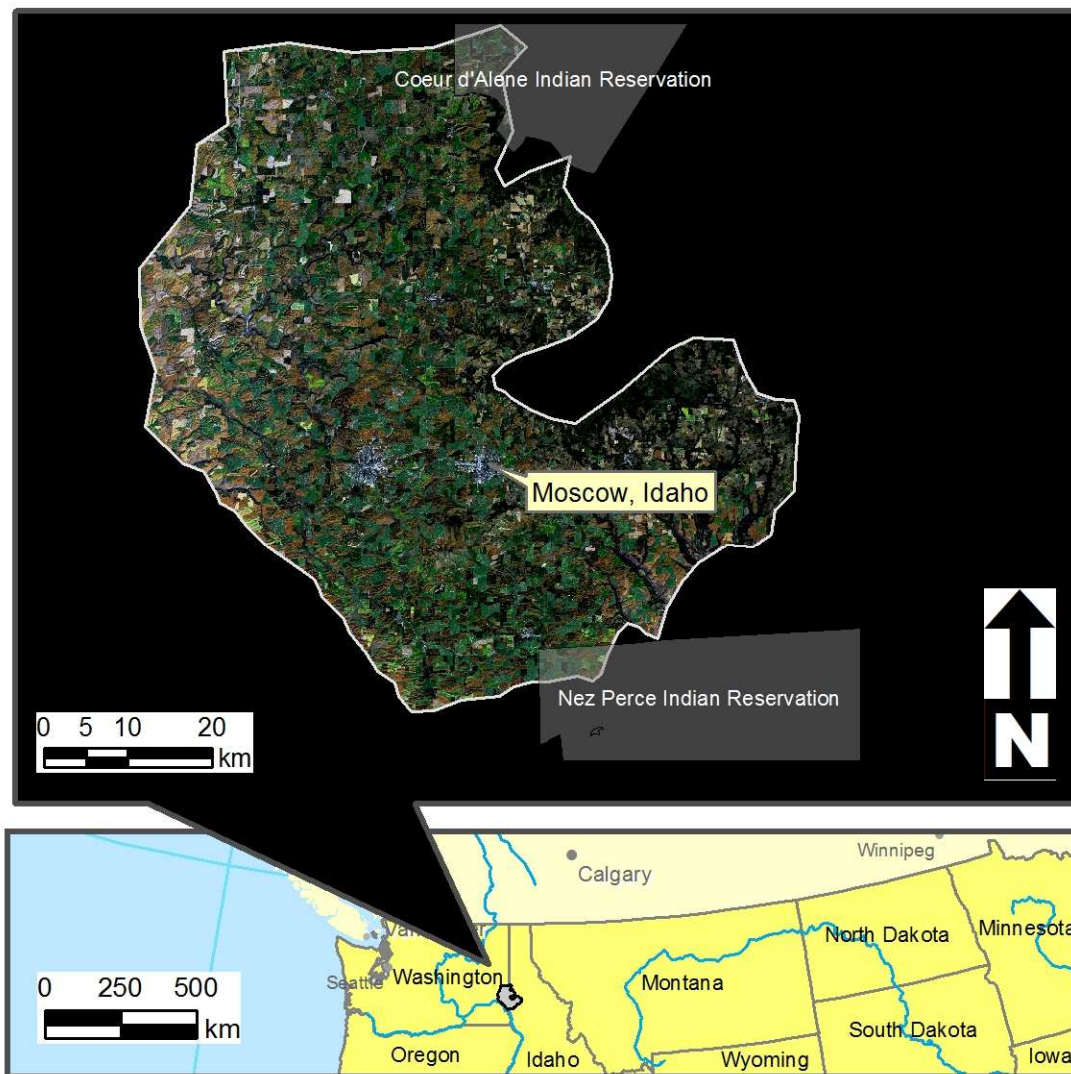 Coeur d'Alene Indian Reservation
Moscow, Idaho
Nez Perce Indian Reservation
0 5 10 20
km
N
Calgary
Winnipeg
North Dakota
Minnesota
Seattle
Washington
Montana
0 250 500
km
South Dakota
Oregon
Idaho
Wyoming
Iowa